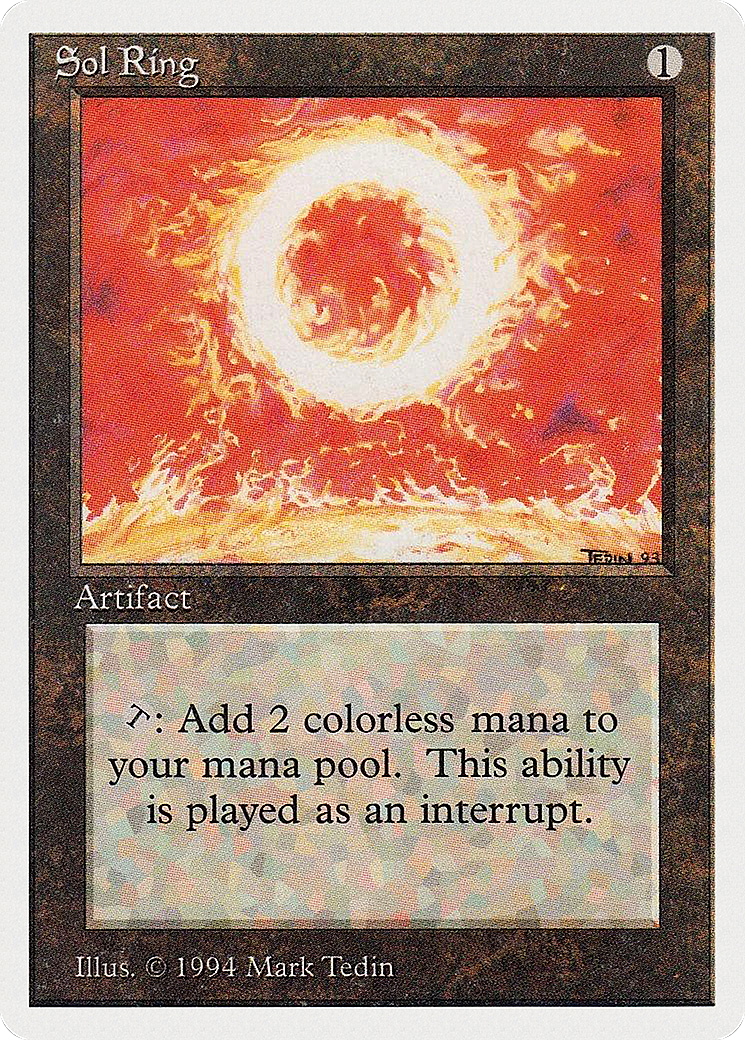 Sol Ring 1
TEDIN 93
Artifact
T: Add 2 colorless mana to
your mana pool. This ability
is played as an interrupt.
Illus. © 1994 Mark Tedin